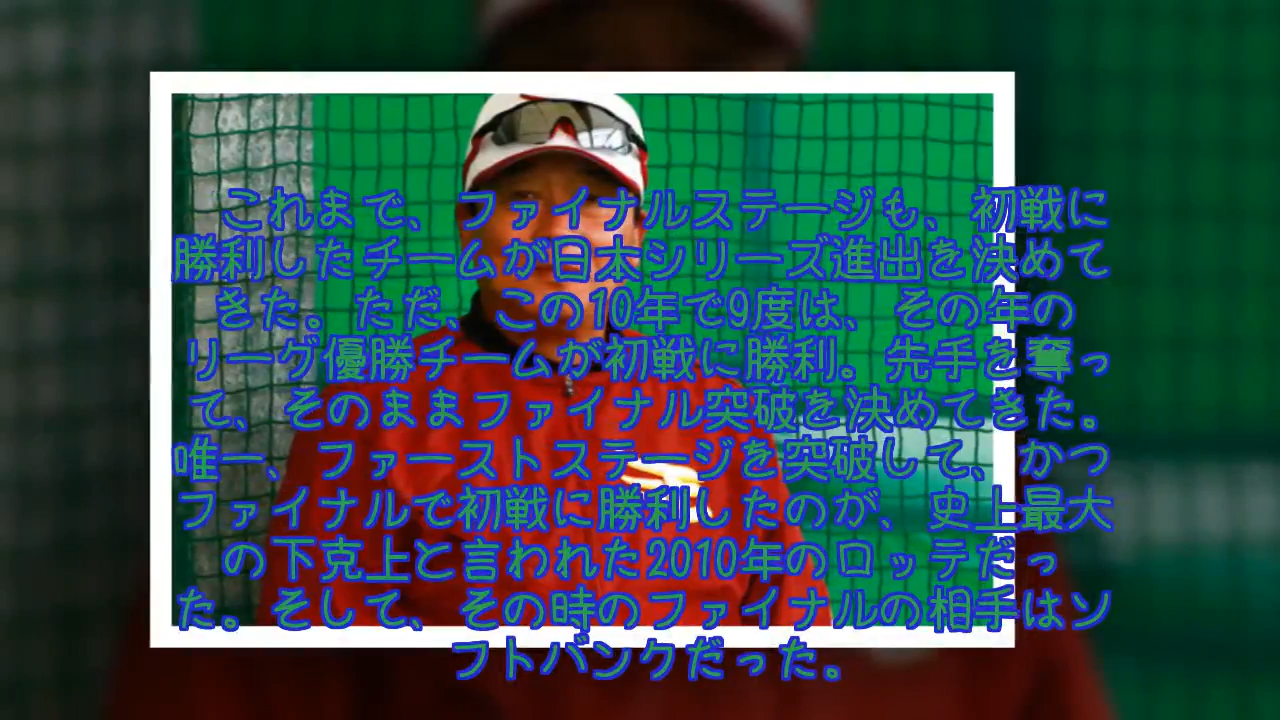 これまで、ファイナルステージも、初戦に
勝利したチームが日本シリーズ進出を決めて
きた。ただ、この10年で9度は、その年の
リーグ優勝チームが初戦に勝利。先手を奪っ
て、そのままファイナル突破を決めてきた。
唯一、ファーストステージを突破して、かつ
ファイナルで初戦に勝利したのが、史上最大
の下克上と言われた2010年のロッテだっ
た。そして、その時のファイナルの相手はソ
フトバンクだった。